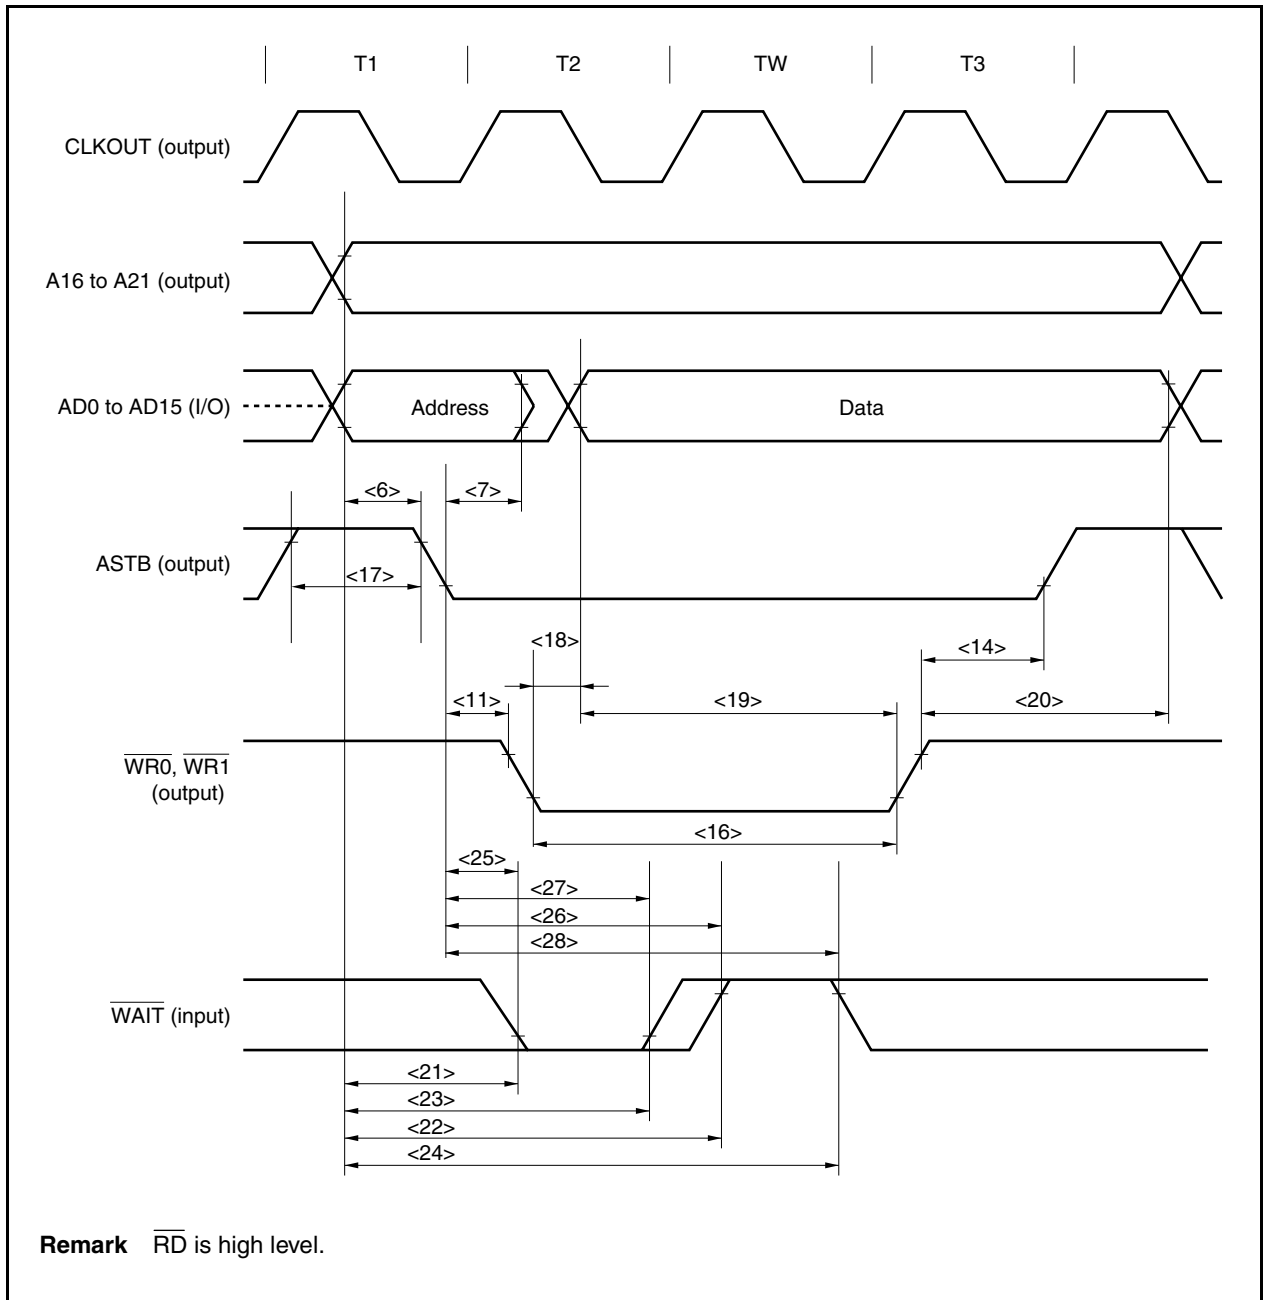 T1 T2 TW T3
CLKOUT (output)
A16 to A21 (output)
AD0 to AD15 (I/O) Address Data
<6> <7>
ASTB (output)
<17>
<18>
<14>
<11> <19> <20>
WR0, WR1
(output)
<16>
<25>
<27>
<26>
<28>
WAIT (input)
<21>
<23>
<22>
<24>
Remark RD is high level.